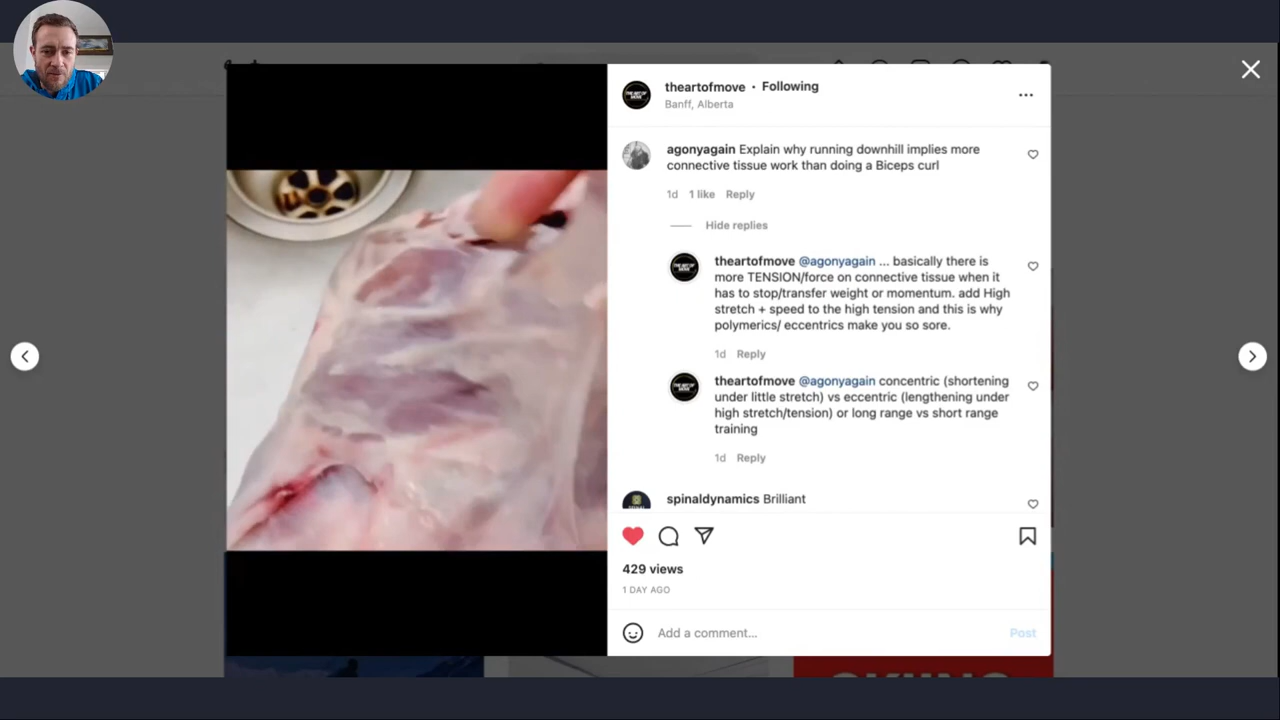 theartofmove • Following
Banff, Alberta
agonyagain Explain why running downhill implies more
connective tissue work than doing a Biceps curl
1d 1 like Reply
Hide replies
theartofmove @agonyagain ... basically there is
more TENSION/force on connective tissue when it
has to stop/transfer weight or momentum. add High
stretch + speed to the high tension and this is why
polymerics/ eccentrics make you so sore.
1d Reply
theartofmove @agonyagain concentric (shortening
under little stretch) vs eccentric (lengthening under
high stretch/tension) or long range vs short range
training
1d Reply
spinaldynamics Brilliant
429 views
1 DAY AGO
Add a comment...
Post